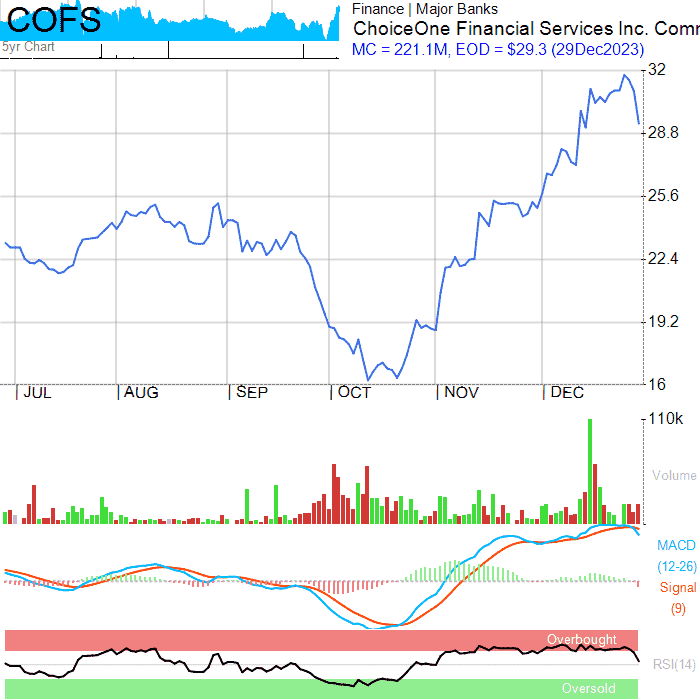 COFS
5yr Chart
Finance | Major Banks
ChoiceOne Financial Services Inc. Comm
MC = 221.1M, EOD = $29.3 (29Dec2023)
32
28.8
25.6
22.4
19.2
16
JUL AUG SEP OCT NOV DEC
110k
Volume
MACD
(12-26)
Signal
(9)
Overbought
RSI(14)
Oversold